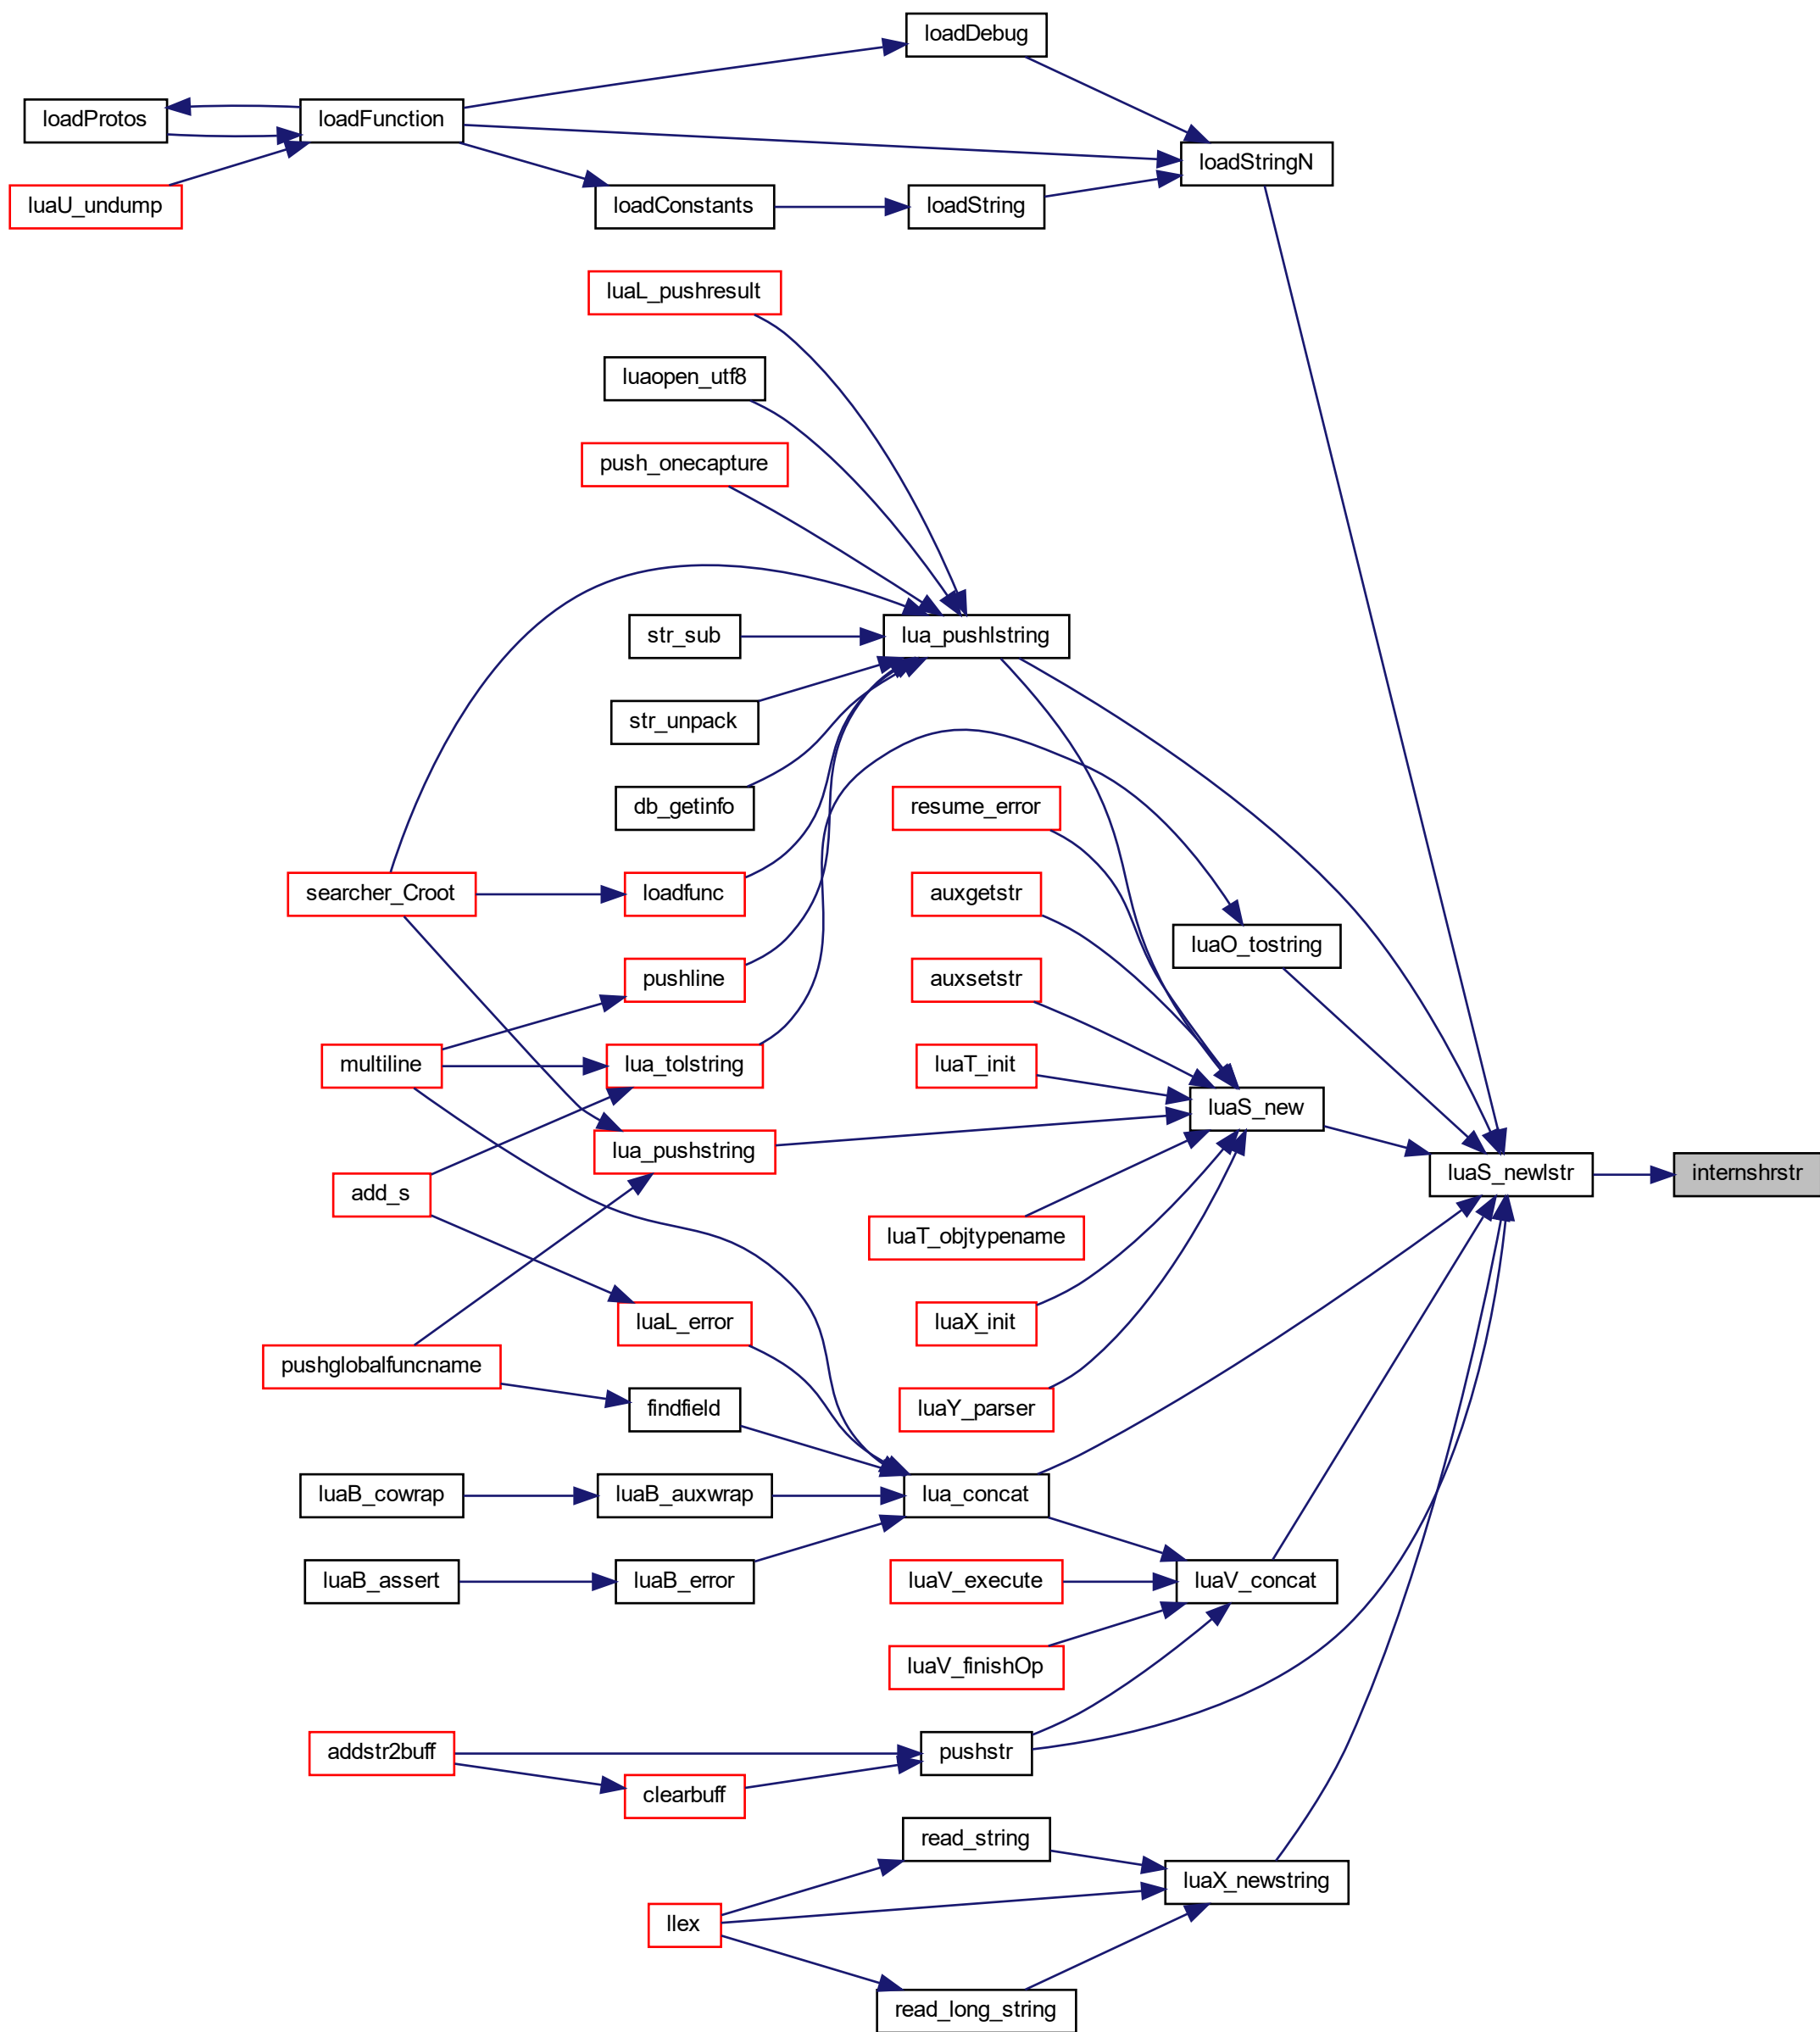 loadDebug
loadProtos
loadFunction
loadStringN
luaU_undump
loadConstants
loadString
luaL_pushresult
luaopen_utf8
push_onecapture
str_sub
lua_pushlstring
str_unpack
db_getinfo
resume_error
searcher_Croot
loadfunc
auxgetstr
luaO_tostring
pushline
auxsetstr
multiline
lua_tolstring
luaT_init
luaS_new
lua_pushstring
luaS_newlstr
internshrstr
add_s
luaT_objtypename
luaL_error
luaX_init
pushglobalfuncname
findfield
luaY_parser
luaB_cowrap
luaB_auxwrap
lua_concat
luaB_assert
luaB_error
luaV_execute
luaV_concat
luaV_finishOp
addstr2buff
pushstr
clearbuff
read_string
luaX_newstring
llex
read_long_string